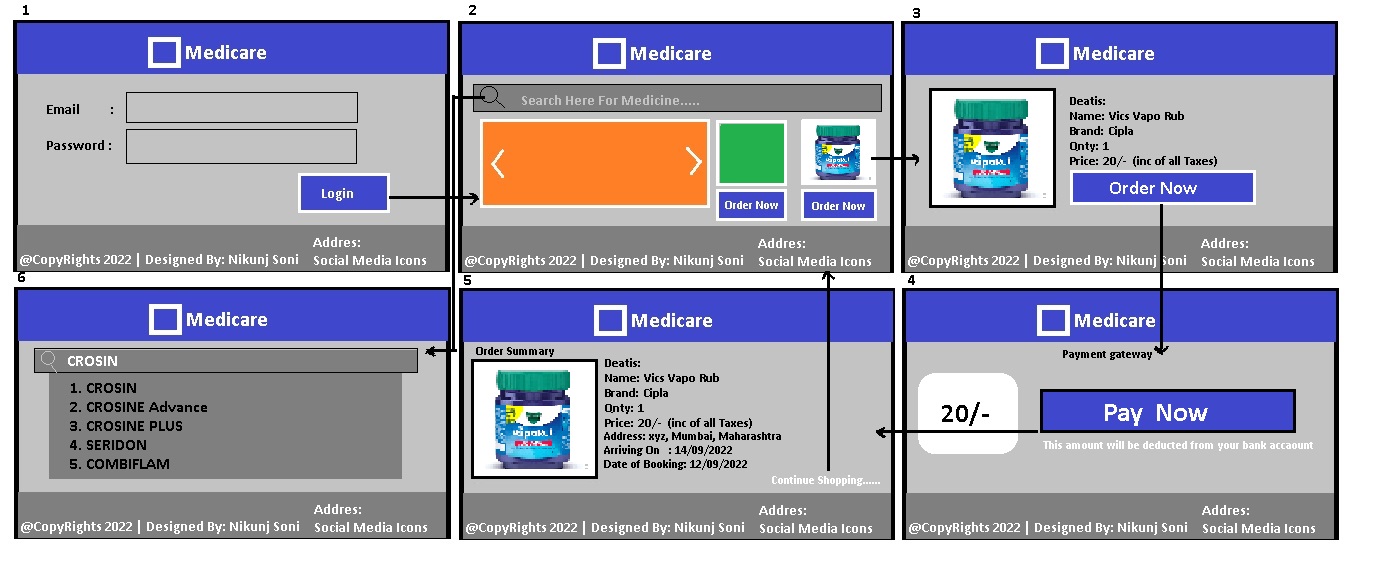 1
Medicare
Email :
Password :
Login
@CopyRights 2022 | Designed By: Nikunj Soni
Addres:
Social Media Icons
2
Medicare
Search Here For Medicine.....
Order Now
Order Now
@CopyRights 2022 | Designed By: Nikunj Soni
Addres:
Social Media Icons
3
Medicare
Deatis:
Name: Vics Vapo Rub
Brand: Cipla
Qnty: 1
Price: 20/- (inc of all Taxes)
Order Now
@CopyRights 2022 | Designed By: Nikunj Soni
Addres:
Social Media Icons
6
Medicare
CROSIN
1. CROSIN
2. CROSINE Advance
3. CROSINE PLUS
4. SERIDON
5. COMBIFLAM
@CopyRights 2022 | Designed By: Nikunj Soni
Addres:
Social Media Icons
5
Medicare
Order Summary
Deatis:
Name: Vics Vapo Rub
Brand: Cipla
Qnty: 1
Price: 20/- (inc of all Taxes)
Address: xyz, Mumbai, Maharashtra
Arriving On : 14/09/2022
Date of Booking: 12/09/2022
Continue Shopping......
@CopyRights 2022 | Designed By: Nikunj Soni
Addres:
Social Media Icons
4
Medicare
Payment gateway
20/-
Pay Now
This amount will be deducted from your bank accaount
@CopyRights 2022 | Designed By: Nikunj Soni
Addres:
Social Media Icons